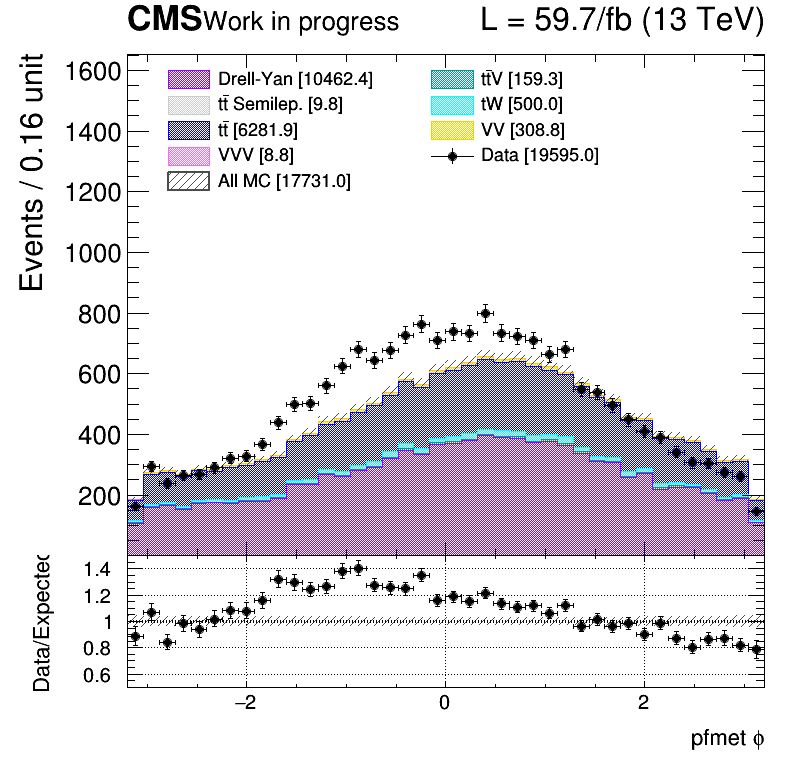 CMS Work in progress L = 59.7/fb (13 TeV)
Events / 0.16 unit
1600
1400
1200
1000
800
600
400
200
Drell-Yan [10462.4]
tt̄ Semilep. [9.8]
tt̄ [6281.9]
VVV [8.8]
All MC [17731.0]
tt̄V [159.3]
tW [500.0]
VV [308.8]
Data [19595.0]
Data/Expected
1.4
1.2
1
0.8
0.6
−2 0 2
pfmet ϕ